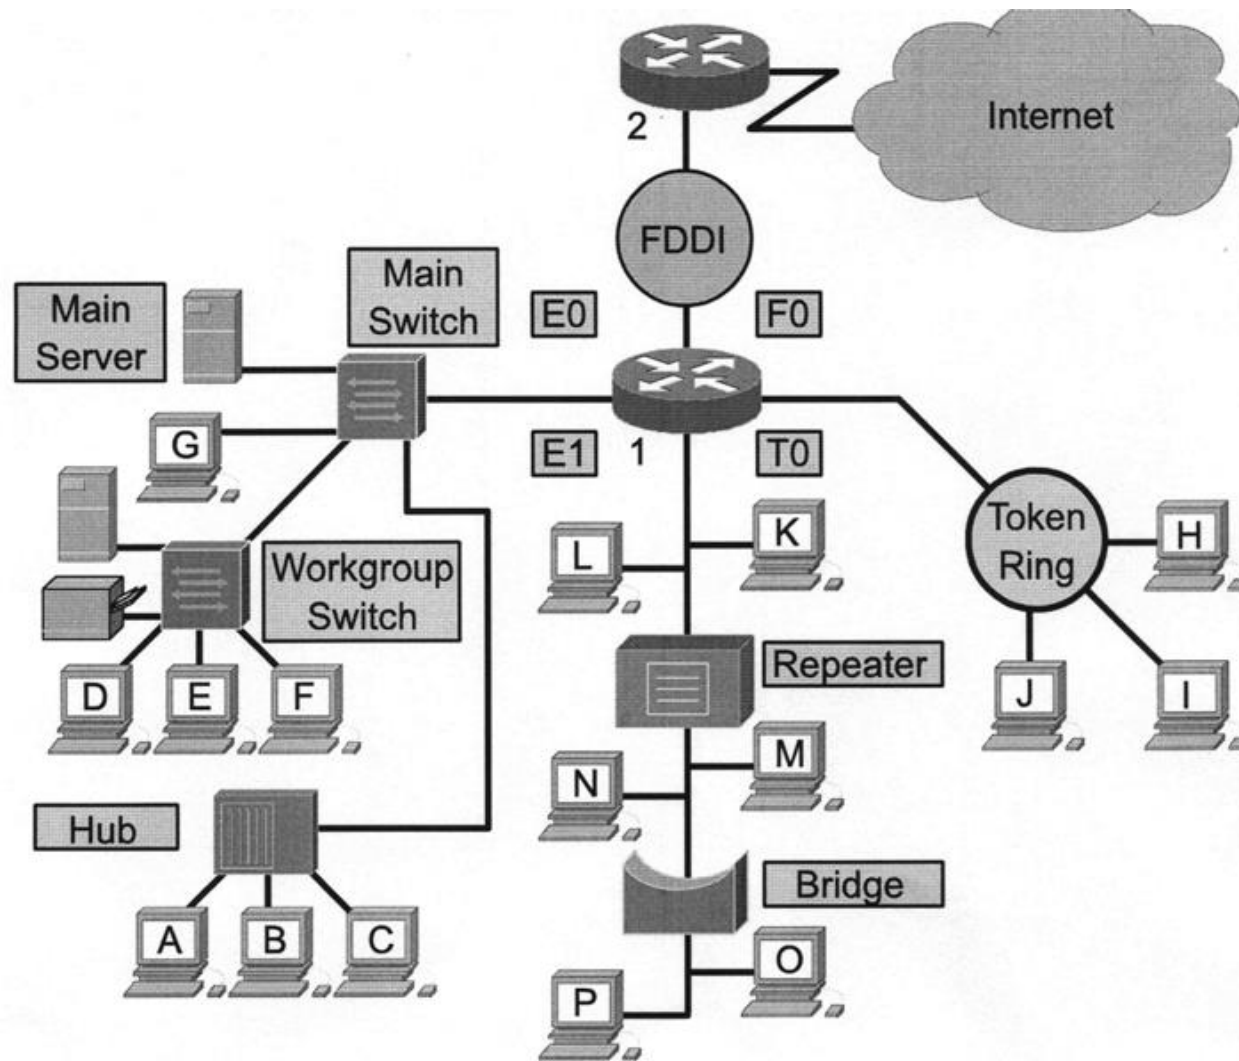 Internet
2
FDDI
Main
Switch
Main
Server
E0
F0
G
E1
1
T0
Workgroup
Switch
L
K
Token
Ring
H
D
E
F
Repeater
J
I
N
M
Hub
Bridge
A
B
C
P
O